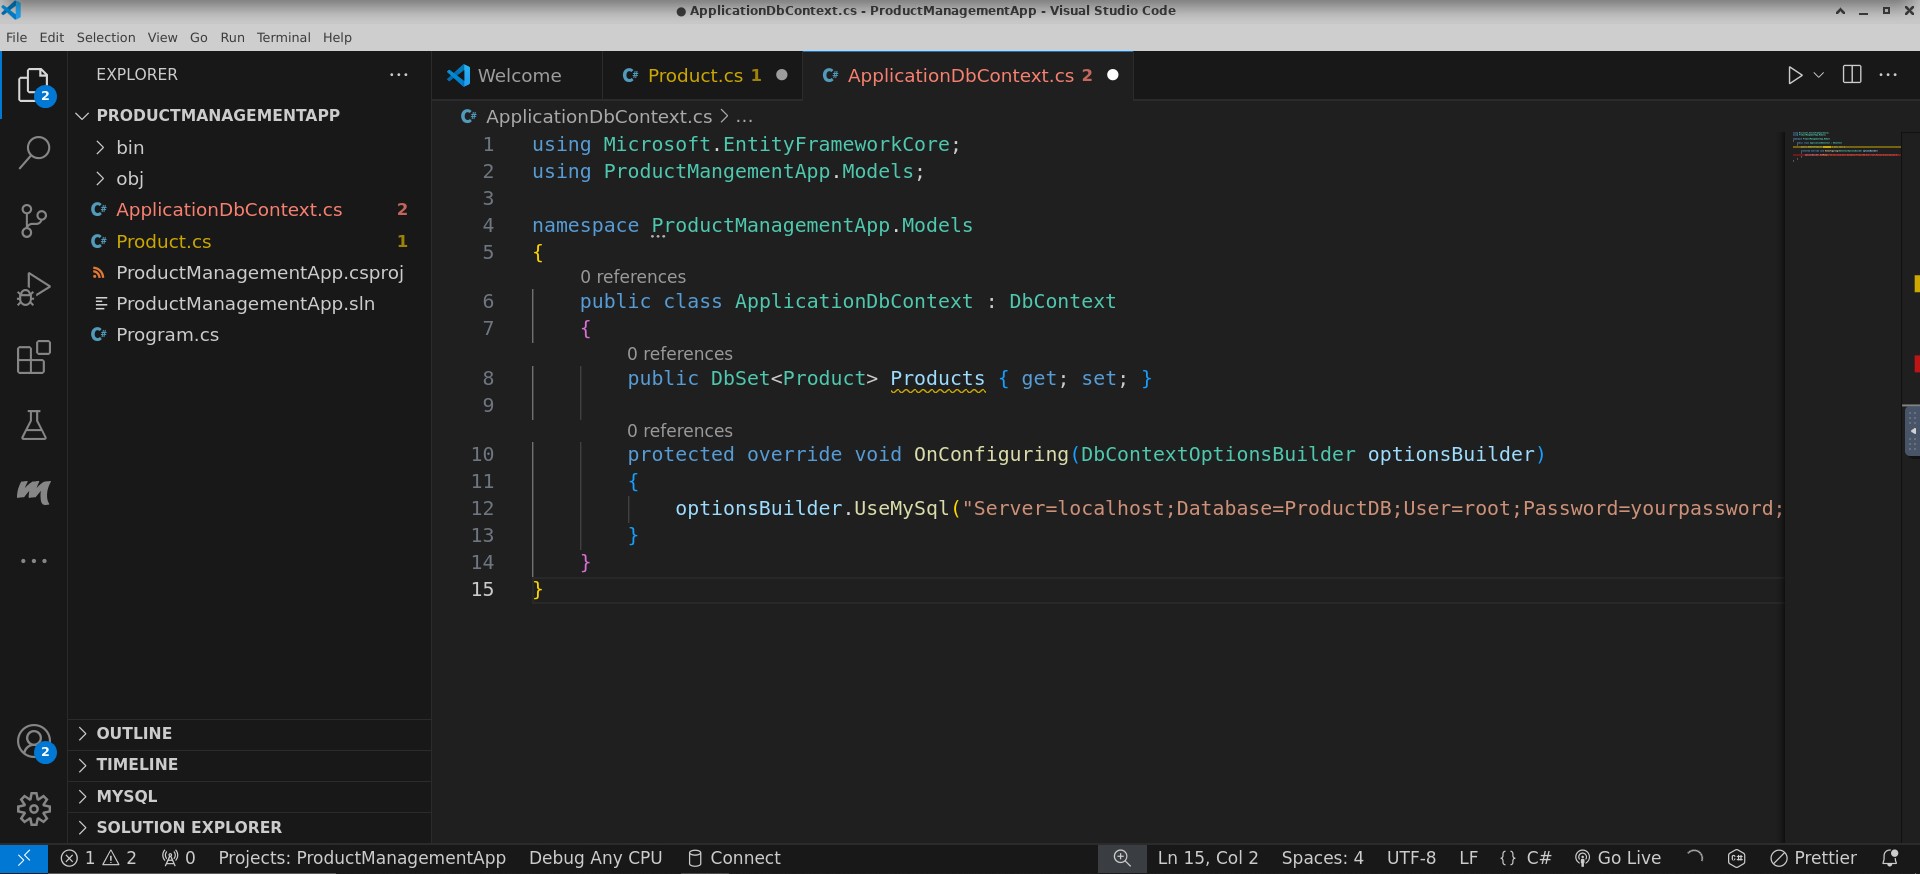 ● ApplicationDbContext.cs - ProductManagementApp - Visual Studio Code
File Edit Selection View Go Run Terminal Help
EXPLORER
Welcome
Product.cs 1
ApplicationDbContext.cs 2
PRODUCTMANAGEMENTAPP
bin
obj
ApplicationDbContext.cs 2
Product.cs 1
ProductManagementApp.csproj
ProductManagementApp.sln
Program.cs
OUTLINE
TIMELINE
MYSQL
SOLUTION EXPLORER
2
2
ApplicationDbContext.cs > ...
1 using Microsoft.EntityFrameworkCore;
2 using ProductMangementApp.Models;
3
4 namespace ProductManagementApp.Models
5 {
0 references
6 public class ApplicationDbContext : DbContext
7 {
0 references
8 public DbSet<Product> Products { get; set; }
9
0 references
10 protected override void OnConfiguring(DbContextOptionsBuilder optionsBuilder)
11 {
12 optionsBuilder.UseMySql("Server=localhost;Database=ProductDB;User=root;Password=yourpassword;
13 }
14 }
15 }
1 2 0 Projects: ProductManagementApp Debug Any CPU Connect Ln 15, Col 2 Spaces: 4 UTF-8 LF {} C# Go Live Prettier